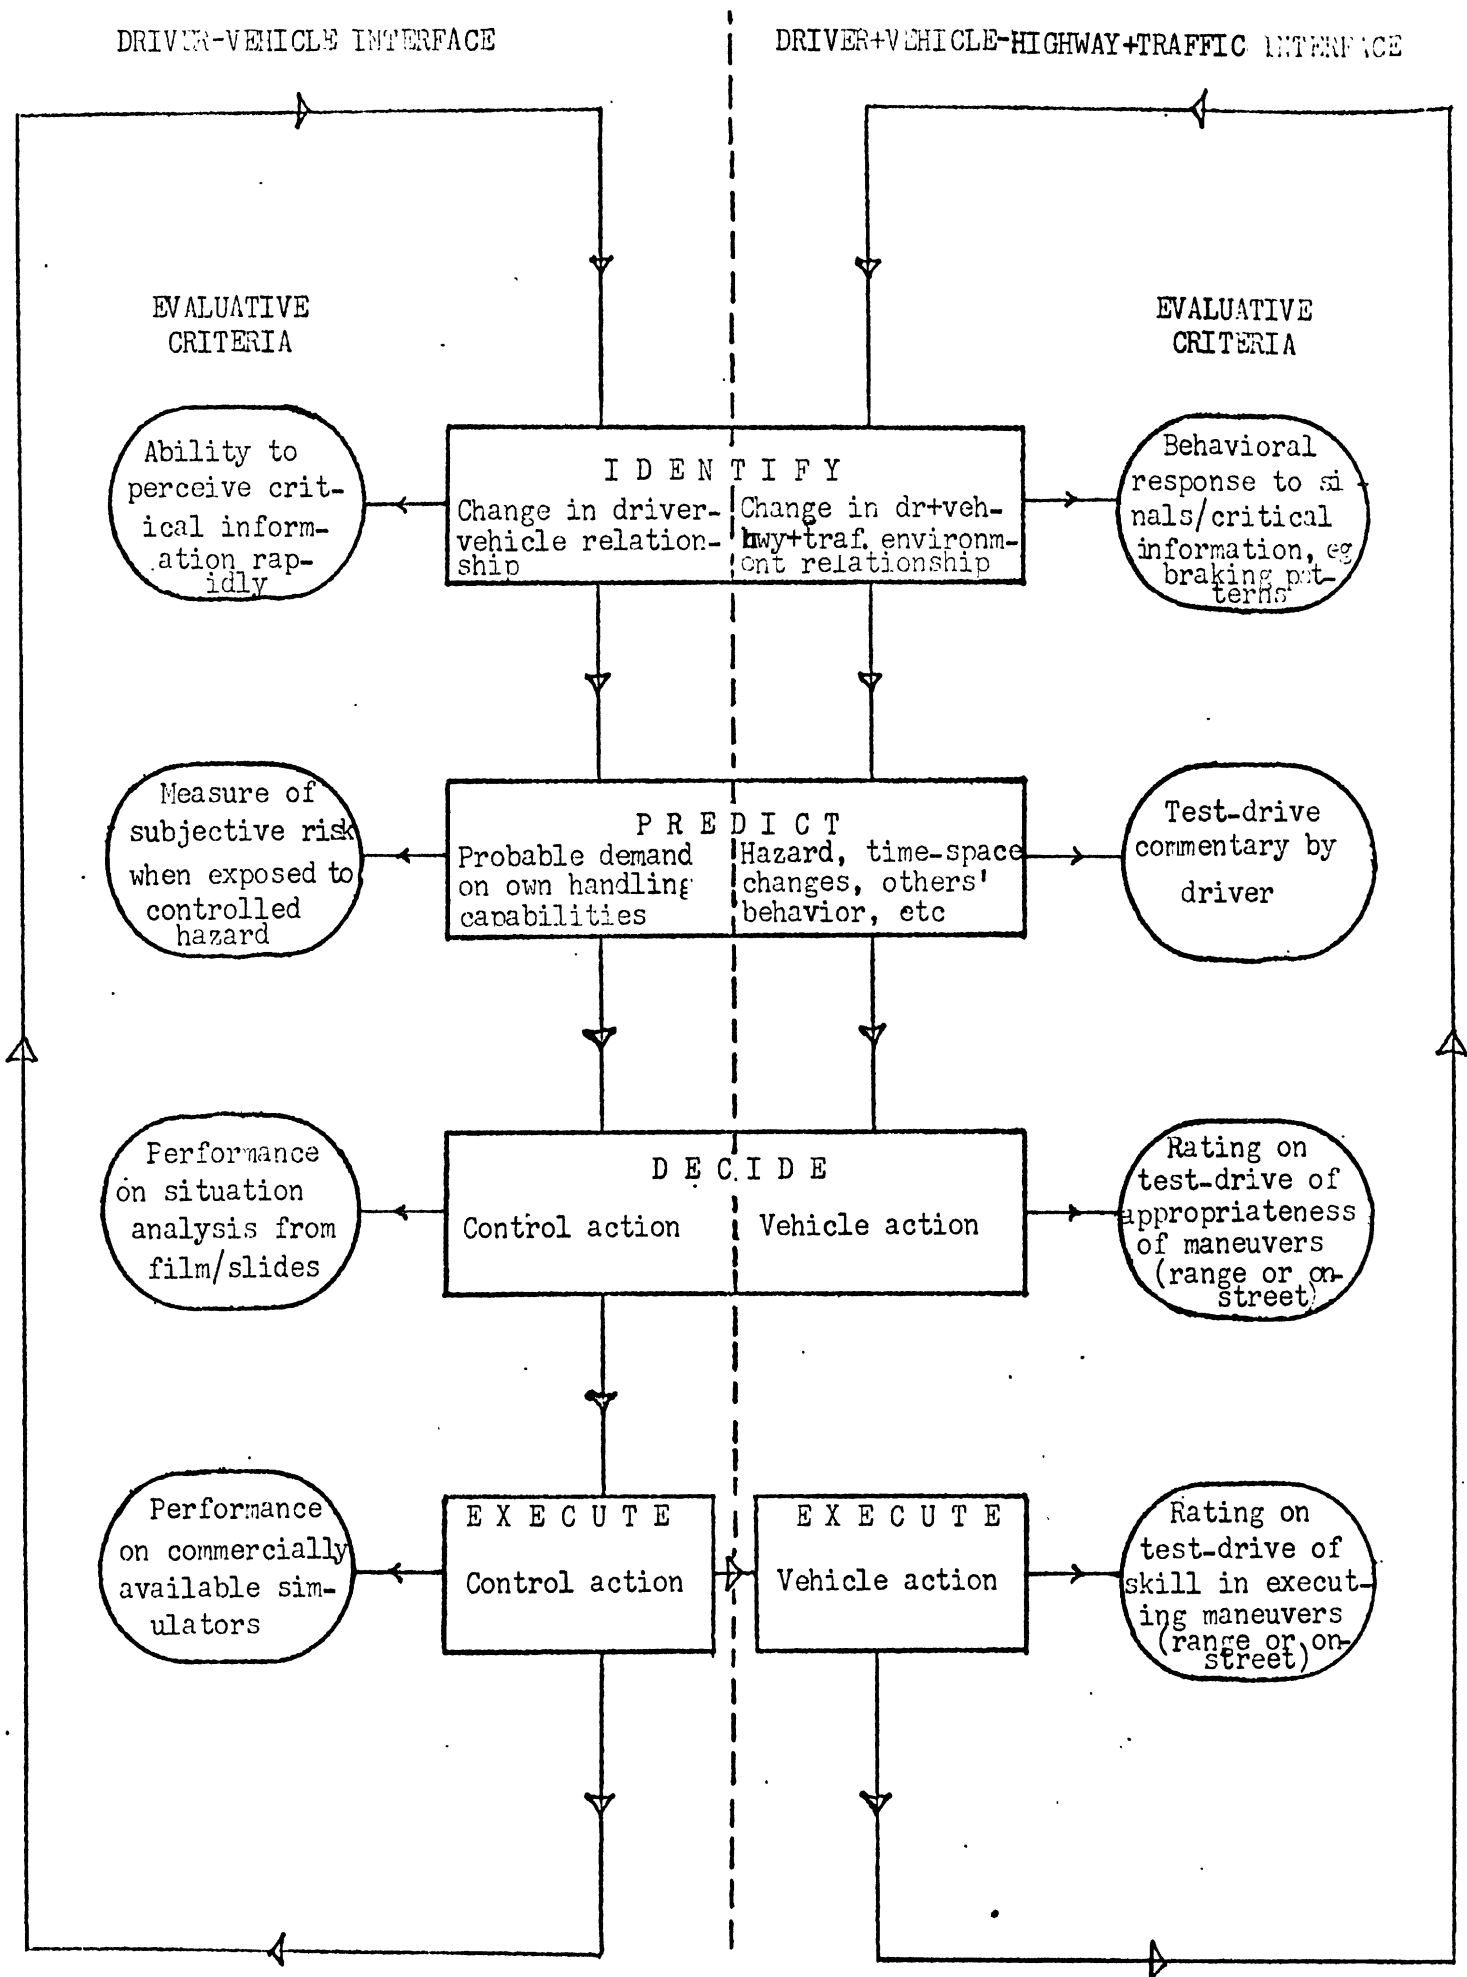 DRIVER-VEHICLE INTERFACE
DRIVER+VEHICLE-HIGHWAY+TRAFFIC INTERFACE
EVALUATIVE
CRITERIA
EVALUATIVE
CRITERIA
Ability to
perceive crit-
ical inform-
ation rap-
idly
IDENTIFY
Change in driver-
vehicle relation-
ship
Change in dr+veh-
hwy+traf. environm-
ent relationship
Behavioral
response to
nals/critical
information, eg
braking pat-
terns
Measure of
subjective risk
when exposed to
controlled
hazard
PREDICT
Probable demand
on own handling
capabilities
Hazard, time-space
changes, others'
behavior, etc
Test-drive
commentary by
driver
Performance
on situation
analysis from
film/slides
DECIDE
Control action
Vehicle action
Rating on
test-drive of
appropriateness
of maneuvers
(range or on-
street)
Performance
on commercially
available sim-
ulators
EXECUTE
Control action
EXECUTE
Vehicle action
Rating on
test-drive of
skill in execut-
ing maneuvers
(range or on-
street)